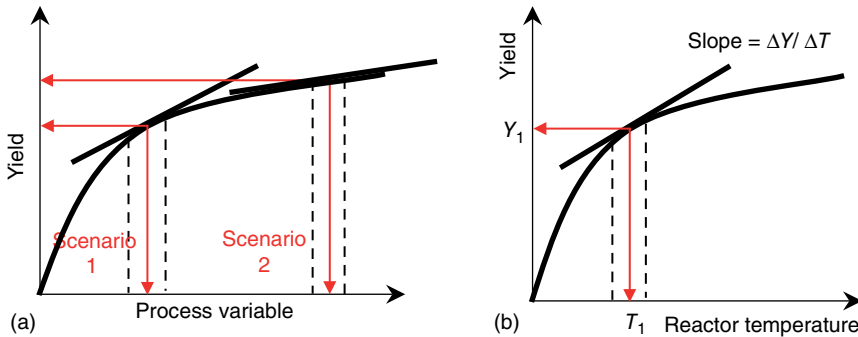 Yield
Scenario
1
Scenario
2
Process variable
(a)
Yield
Slope = ΔY/ ΔT
Y₁
T₁
Reactor temperature
(b)